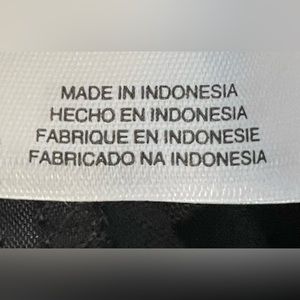 MADE IN INDONESIA
HECHO EN INDONESIA
FABRIQUE EN INDONESIE
FABRICADO NA INDONESIA